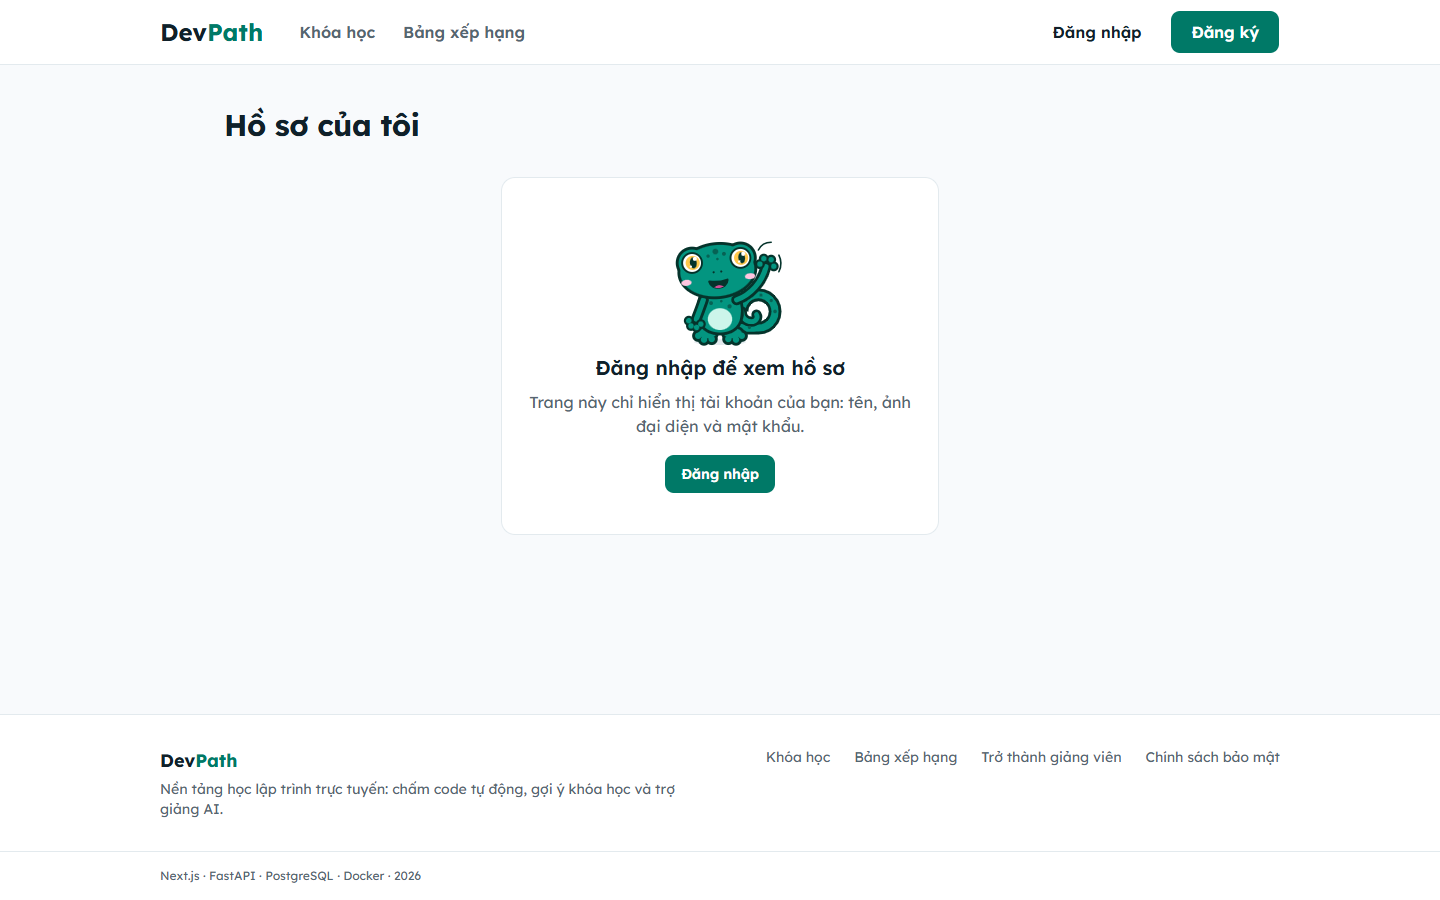 DevPath
Khóa học
Bảng xếp hạng
Đăng nhập
Đăng ký
Hồ sơ của tôi
Đăng nhập để xem hồ sơ
Trang này chỉ hiển thị tài khoản của bạn: tên, ảnh
đại diện và mật khẩu.
Đăng nhập
DevPath
Nền tảng học lập trình trực tuyến: chấm code tự động, gợi ý khóa học và trợ
giảng AI.
Khóa học
Bảng xếp hạng
Trở thành giảng viên
Chính sách bảo mật
Next.js · FastAPI · PostgreSQL · Docker · 2026